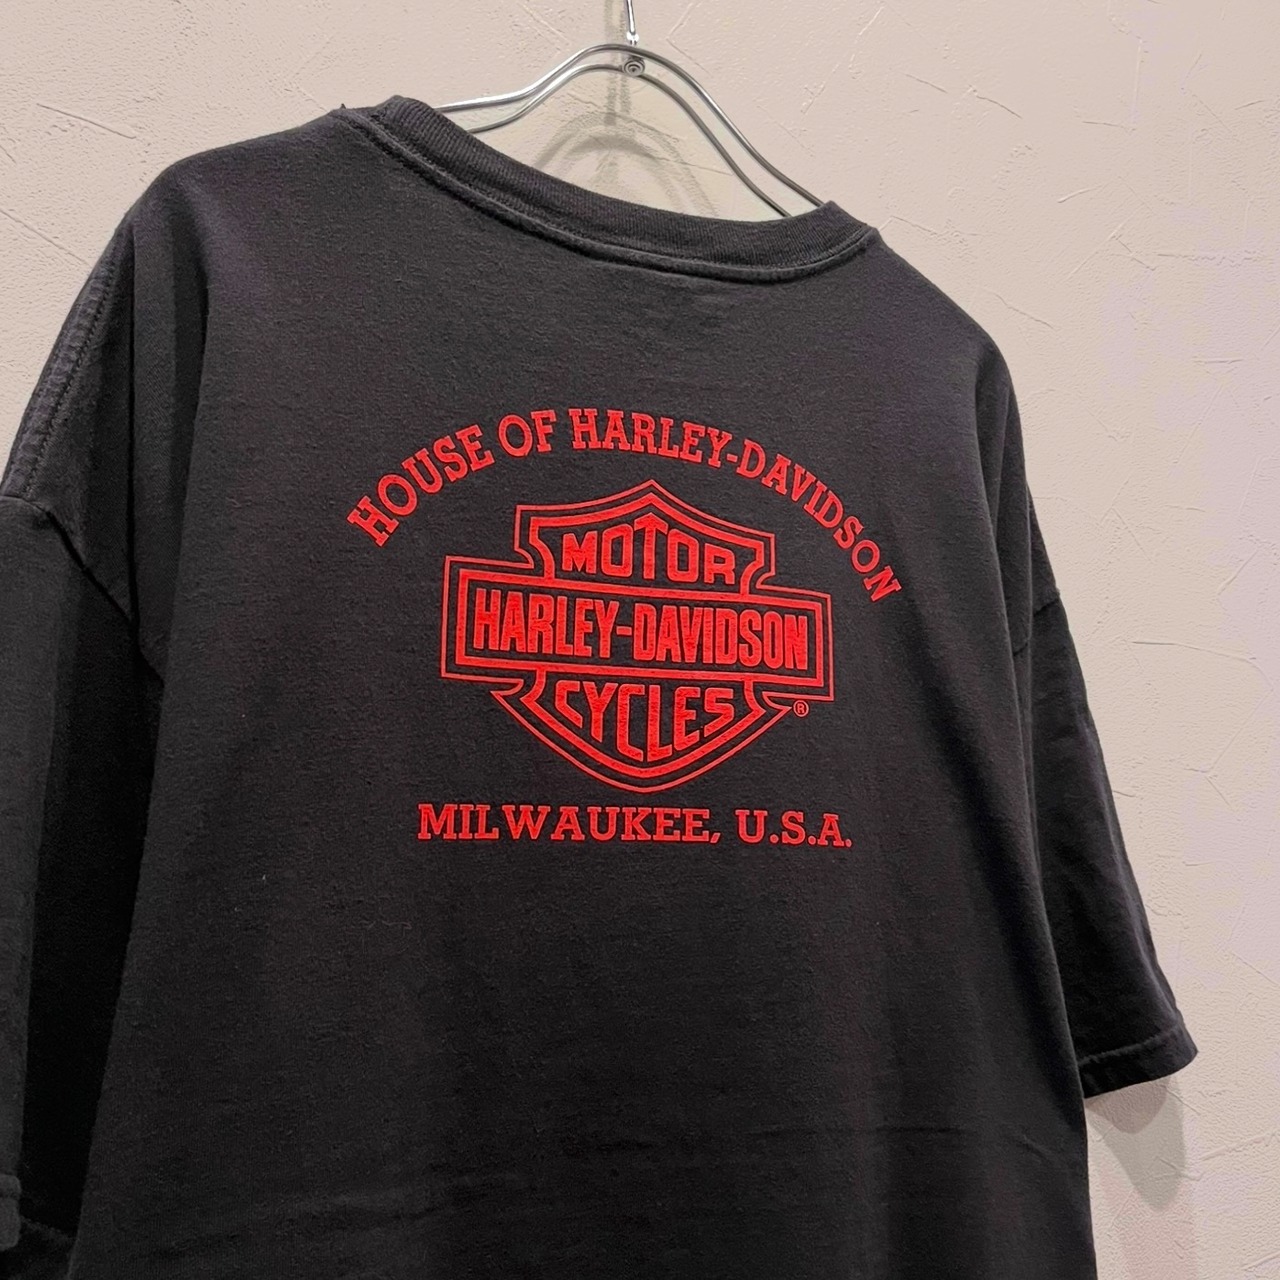 HOUSE OF HARLEY-DAVIDSON
MOTOR
HARLEY-DAVIDSON
CYCLES
®
MILWAUKEE, U.S.A.